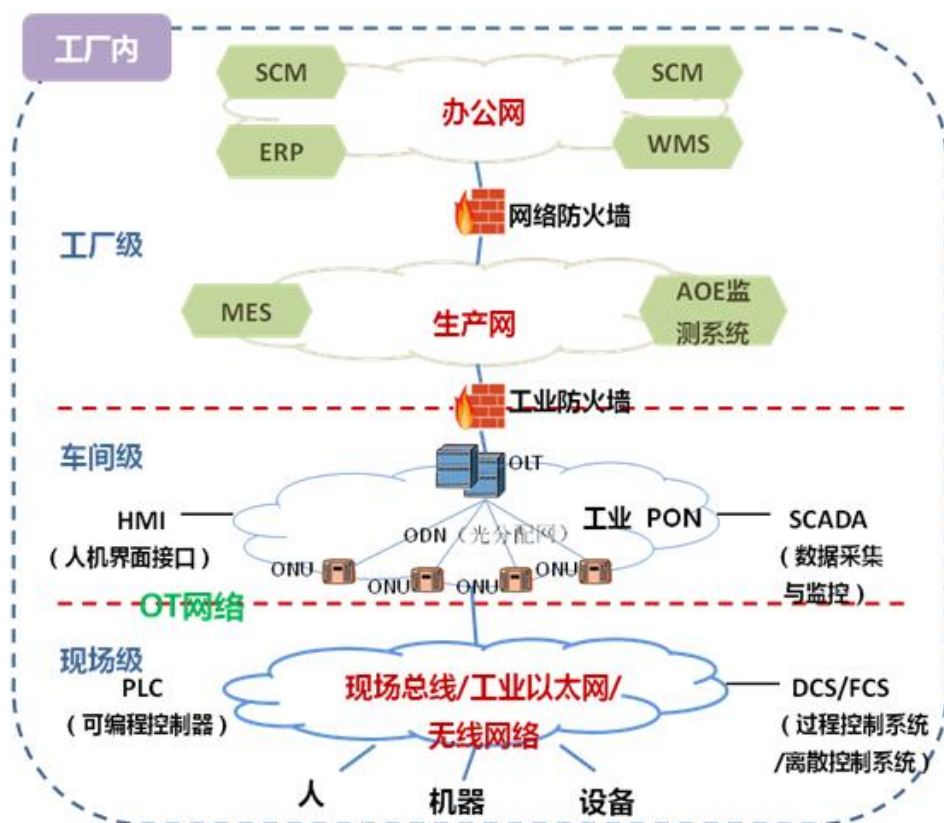 工厂内
SCM
SCM
办公网
ERP
WMS
网络防火墙
工厂级
MES
生产网
AOE监
测系统
工业防火墙
车间级
OLT
HMI
（人机界面接口）
ODN（光分配网）
工业 PON
SCADA
（数据采集
与监控）
ONU
ONU
ONU
ONU
OT网络
现场级
PLC
（可编程控制器）
现场总线/工业以太网/
无线网络
DCS/FCS
（过程控制系统
/离散控制系统）
人
机器
设备